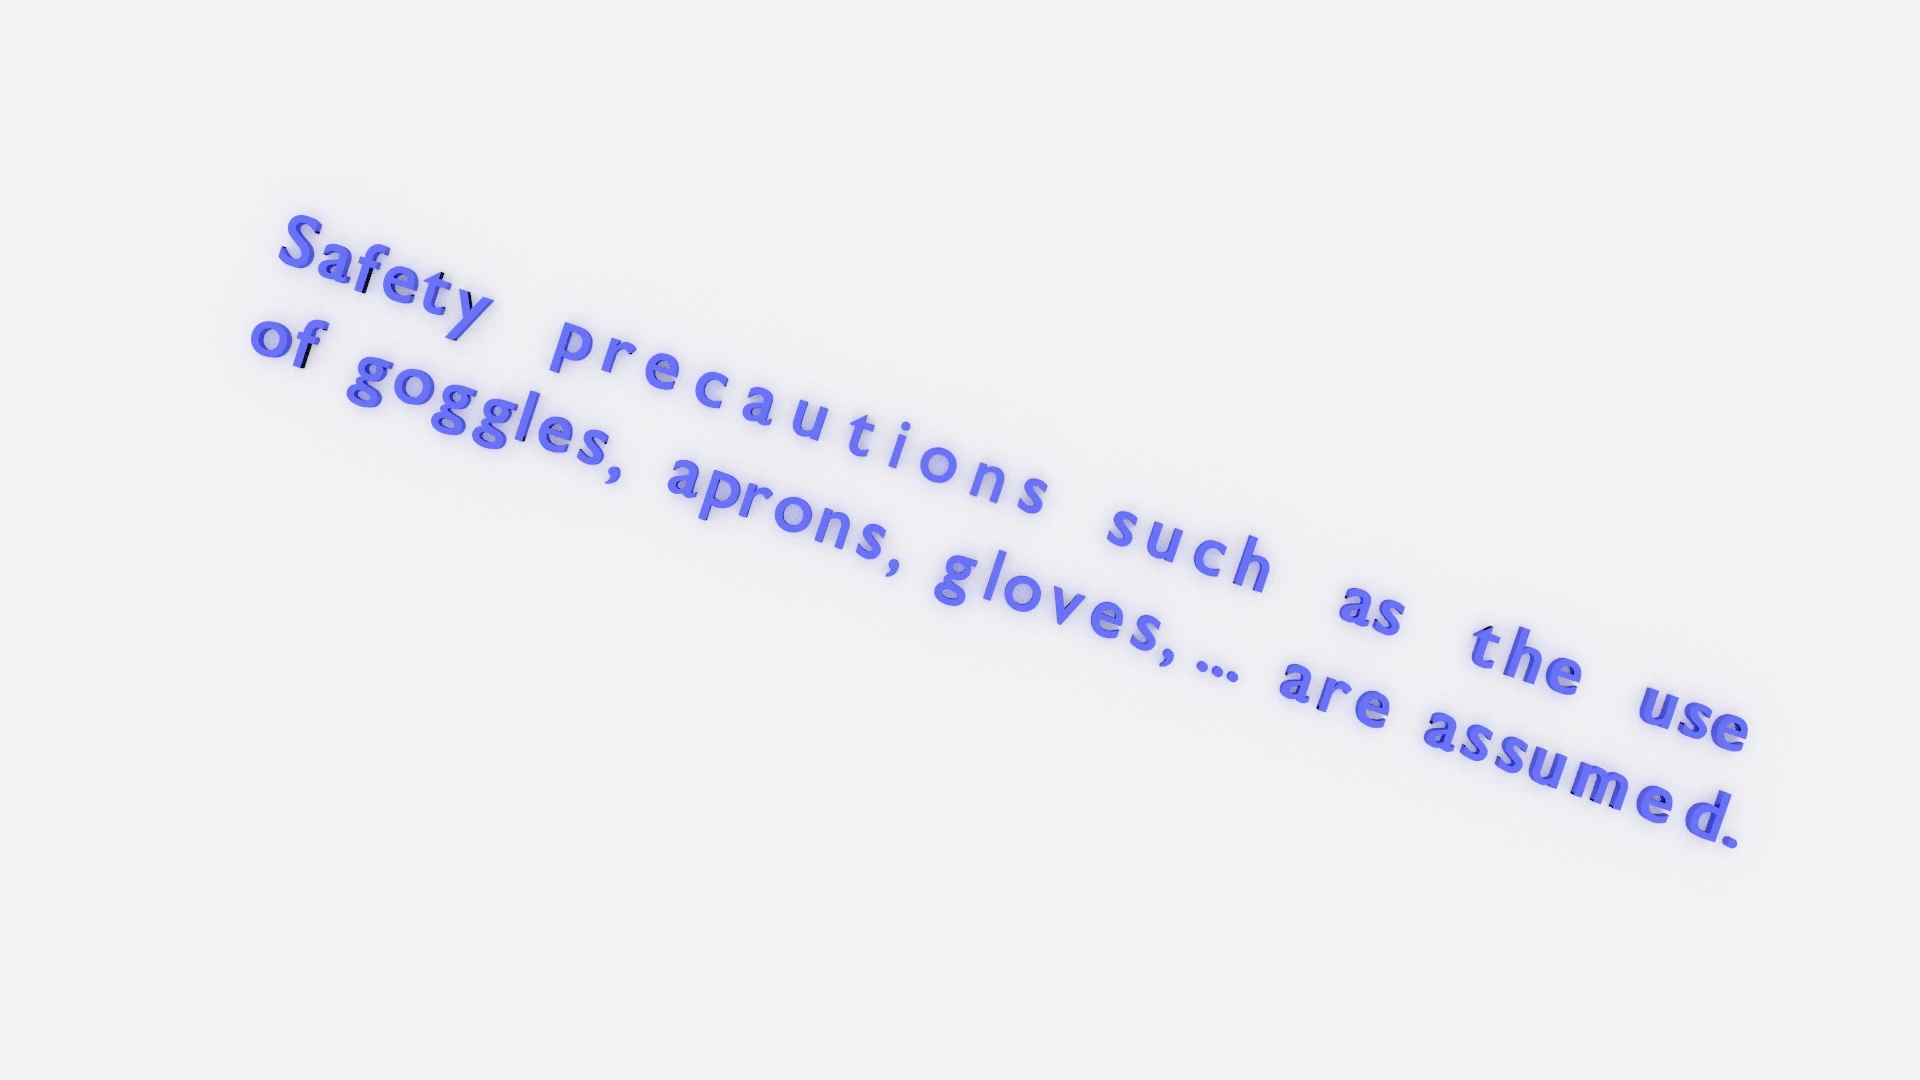 Safety precautions such as the use
of goggles, aprons, gloves,... are assumed.